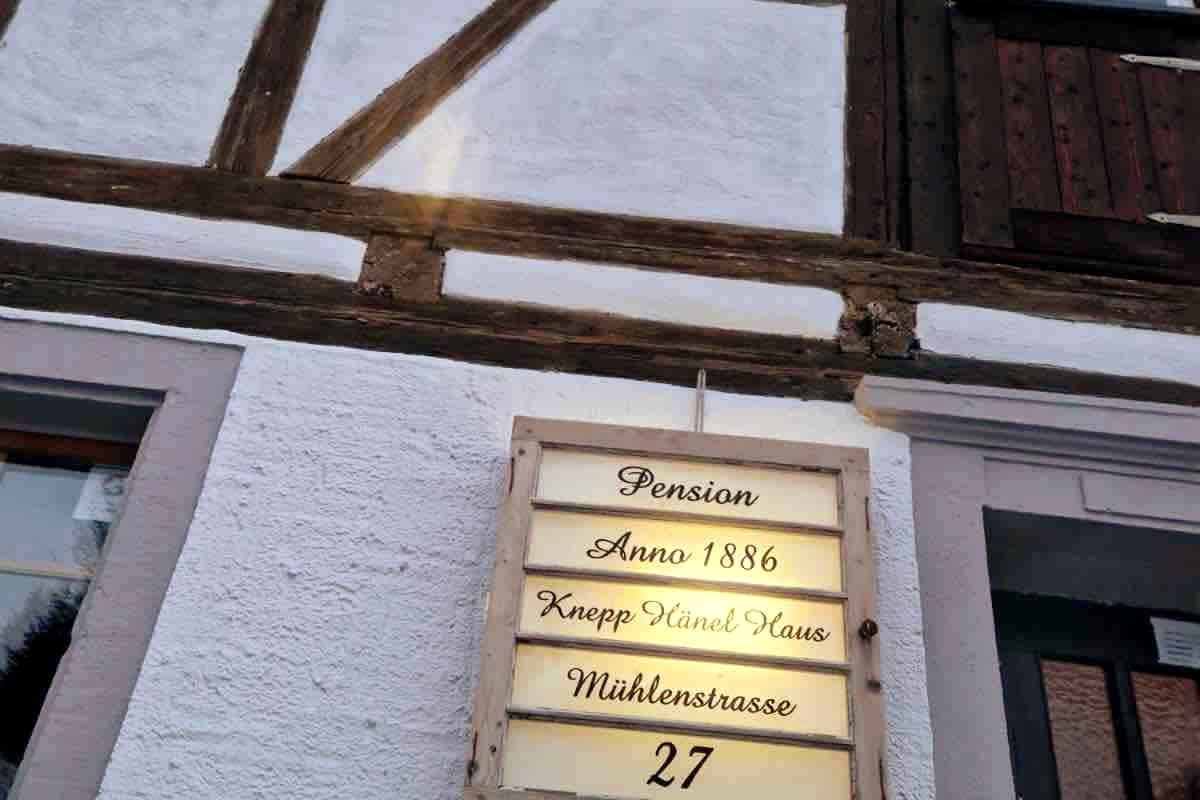 Pension
Anno 1886
Knepp Hänel Haus
Mühlenstrasse
27